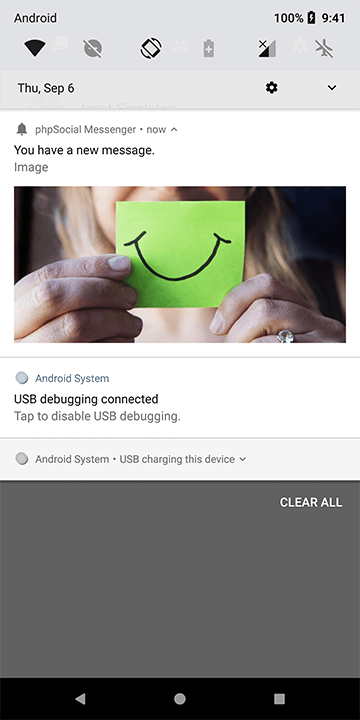 Android 100% 9:41
Thu, Sep 6
phpSocial Messenger • now
You have a new message.
Image
Android System
USB debugging connected
Tap to disable USB debugging.
Android System • USB charging this device
CLEAR ALL